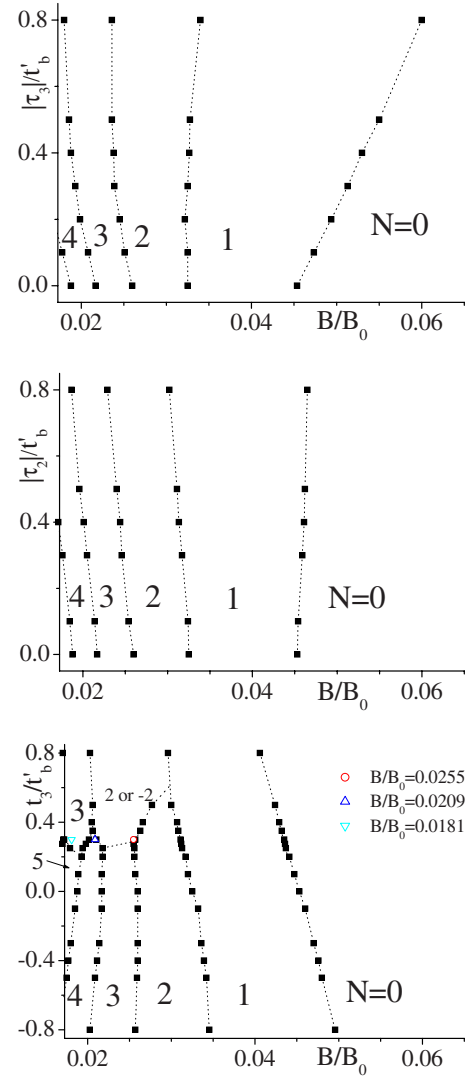 0.8
|τ₃|/t'_b
0.4
4 3 2 1 N=0
0.0
0.02 0.04 B/B₀ 0.06
0.8
|τ₂|/t'_b
0.4
4 3 2 1 N=0
0.0
0.02 0.04 B/B₀ 0.06
0.8
t₃/t'_b
2 or -2
B/B₀=0.0255
3
B/B₀=0.0209
0.4
B/B₀=0.0181
5
0.0
-0.4
4 3 2 1 N=0
-0.8
0.02 0.04 B/B₀ 0.06